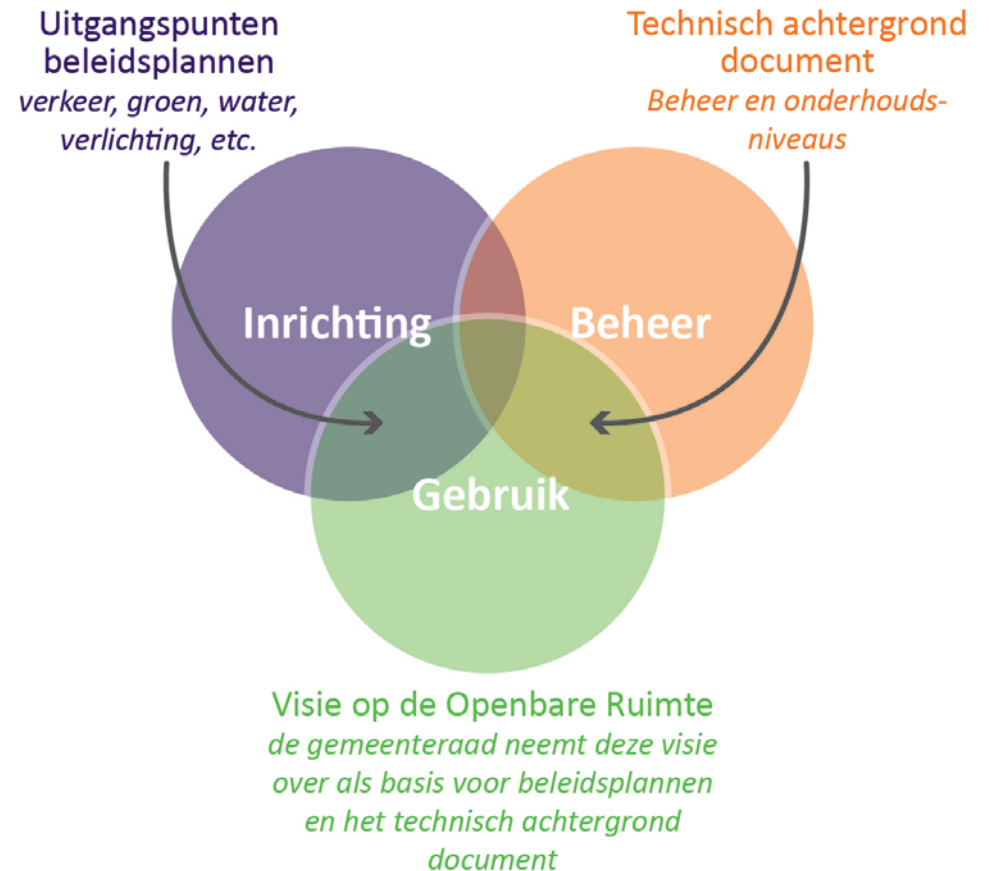 Uitgangspunten
beleidsplannen
verkeer, groen, water,
verlichting, etc.
Technisch achtergrond
document
Beheer en onderhouds-
niveaus
Inrichting
Beheer
Gebruik
Visie op de Openbare Ruimte
de gemeenteraad neemt deze visie
over als basis voor beleidsplannen
en het technisch achtergrond
document